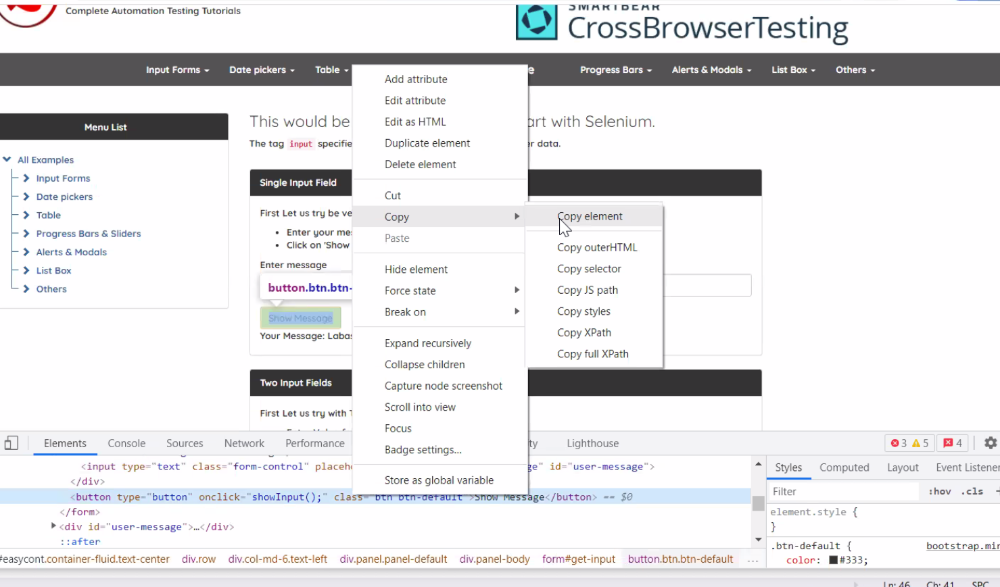 Complete Automation Testing Tutorials
SMARTBEAR
CrossBrowserTesting
Input Forms
Date pickers
Table
e
Progress Bars
Alerts & Modals
List Box
Others
Menu List
All Examples
Input Forms
Date pickers
Table
Progress Bars & Sliders
Alerts & Modals
List Box
Others
This would be
art with Selenium.
The tag input specifie
r data.
Single Input Field
First Let us try be ve
Enter your me
Click on 'Show
Enter message
button.btn.btn-
Show Message
Your Message: Labas
Two Input Fields
First Let us try with T
Add attribute
Edit attribute
Edit as HTML
Duplicate element
Delete element
Cut
Copy
Paste
Hide element
Force state
Break on
Expand recursively
Collapse children
Capture node screenshot
Scroll into view
Focus
Badge settings...
Store as global variable
Copy element
Copy outerHTML
Copy selector
Copy JS path
Copy styles
Copy XPath
Copy full XPath
Elements
Console
Sources
Network
Performance
ty
Lighthouse
3
5
4
<input type="text" class="form-control" placeho
ge" id="user-message">
</div>
<button type="button" onclick="showInput();" class="btn btn-default">Show Message</button> == $0
</form>
<div id="user-message">…</div>
::after
#easycont.container-fluid.text-center
div.row
div.col-md-6.text-left
div.panel.panel-default
div.panel-body
form#get-input
button.btn.btn-default
...
Styles
Computed
Layout
Event Listener
Filter
:hov
.cls
+
element.style {
}
.btn-default {
bootstrap.min
color: #333;
Ln: 46
Ch: 41
SPC